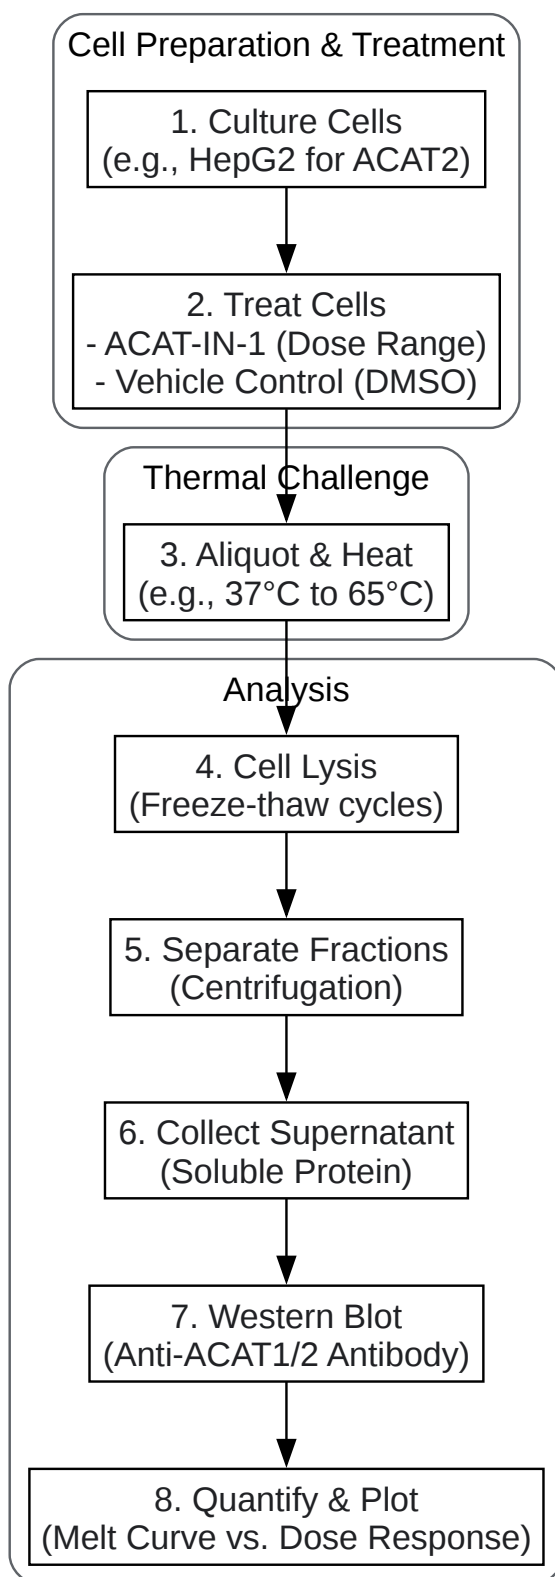 Cell Preparation & Treatment
1. Culture Cells
(e.g., HepG2 for ACAT2)
2. Treat Cells
- ACAT-IN-1 (Dose Range)
- Vehicle Control (DMSO)
Thermal Challenge
3. Aliquot & Heat
(e.g., 37°C to 65°C)
Analysis
4. Cell Lysis
(Freeze-thaw cycles)
5. Separate Fractions
(Centrifugation)
6. Collect Supernatant
(Soluble Protein)
7. Western Blot
(Anti-ACAT1/2 Antibody)
8. Quantify & Plot
(Melt Curve vs. Dose Response)